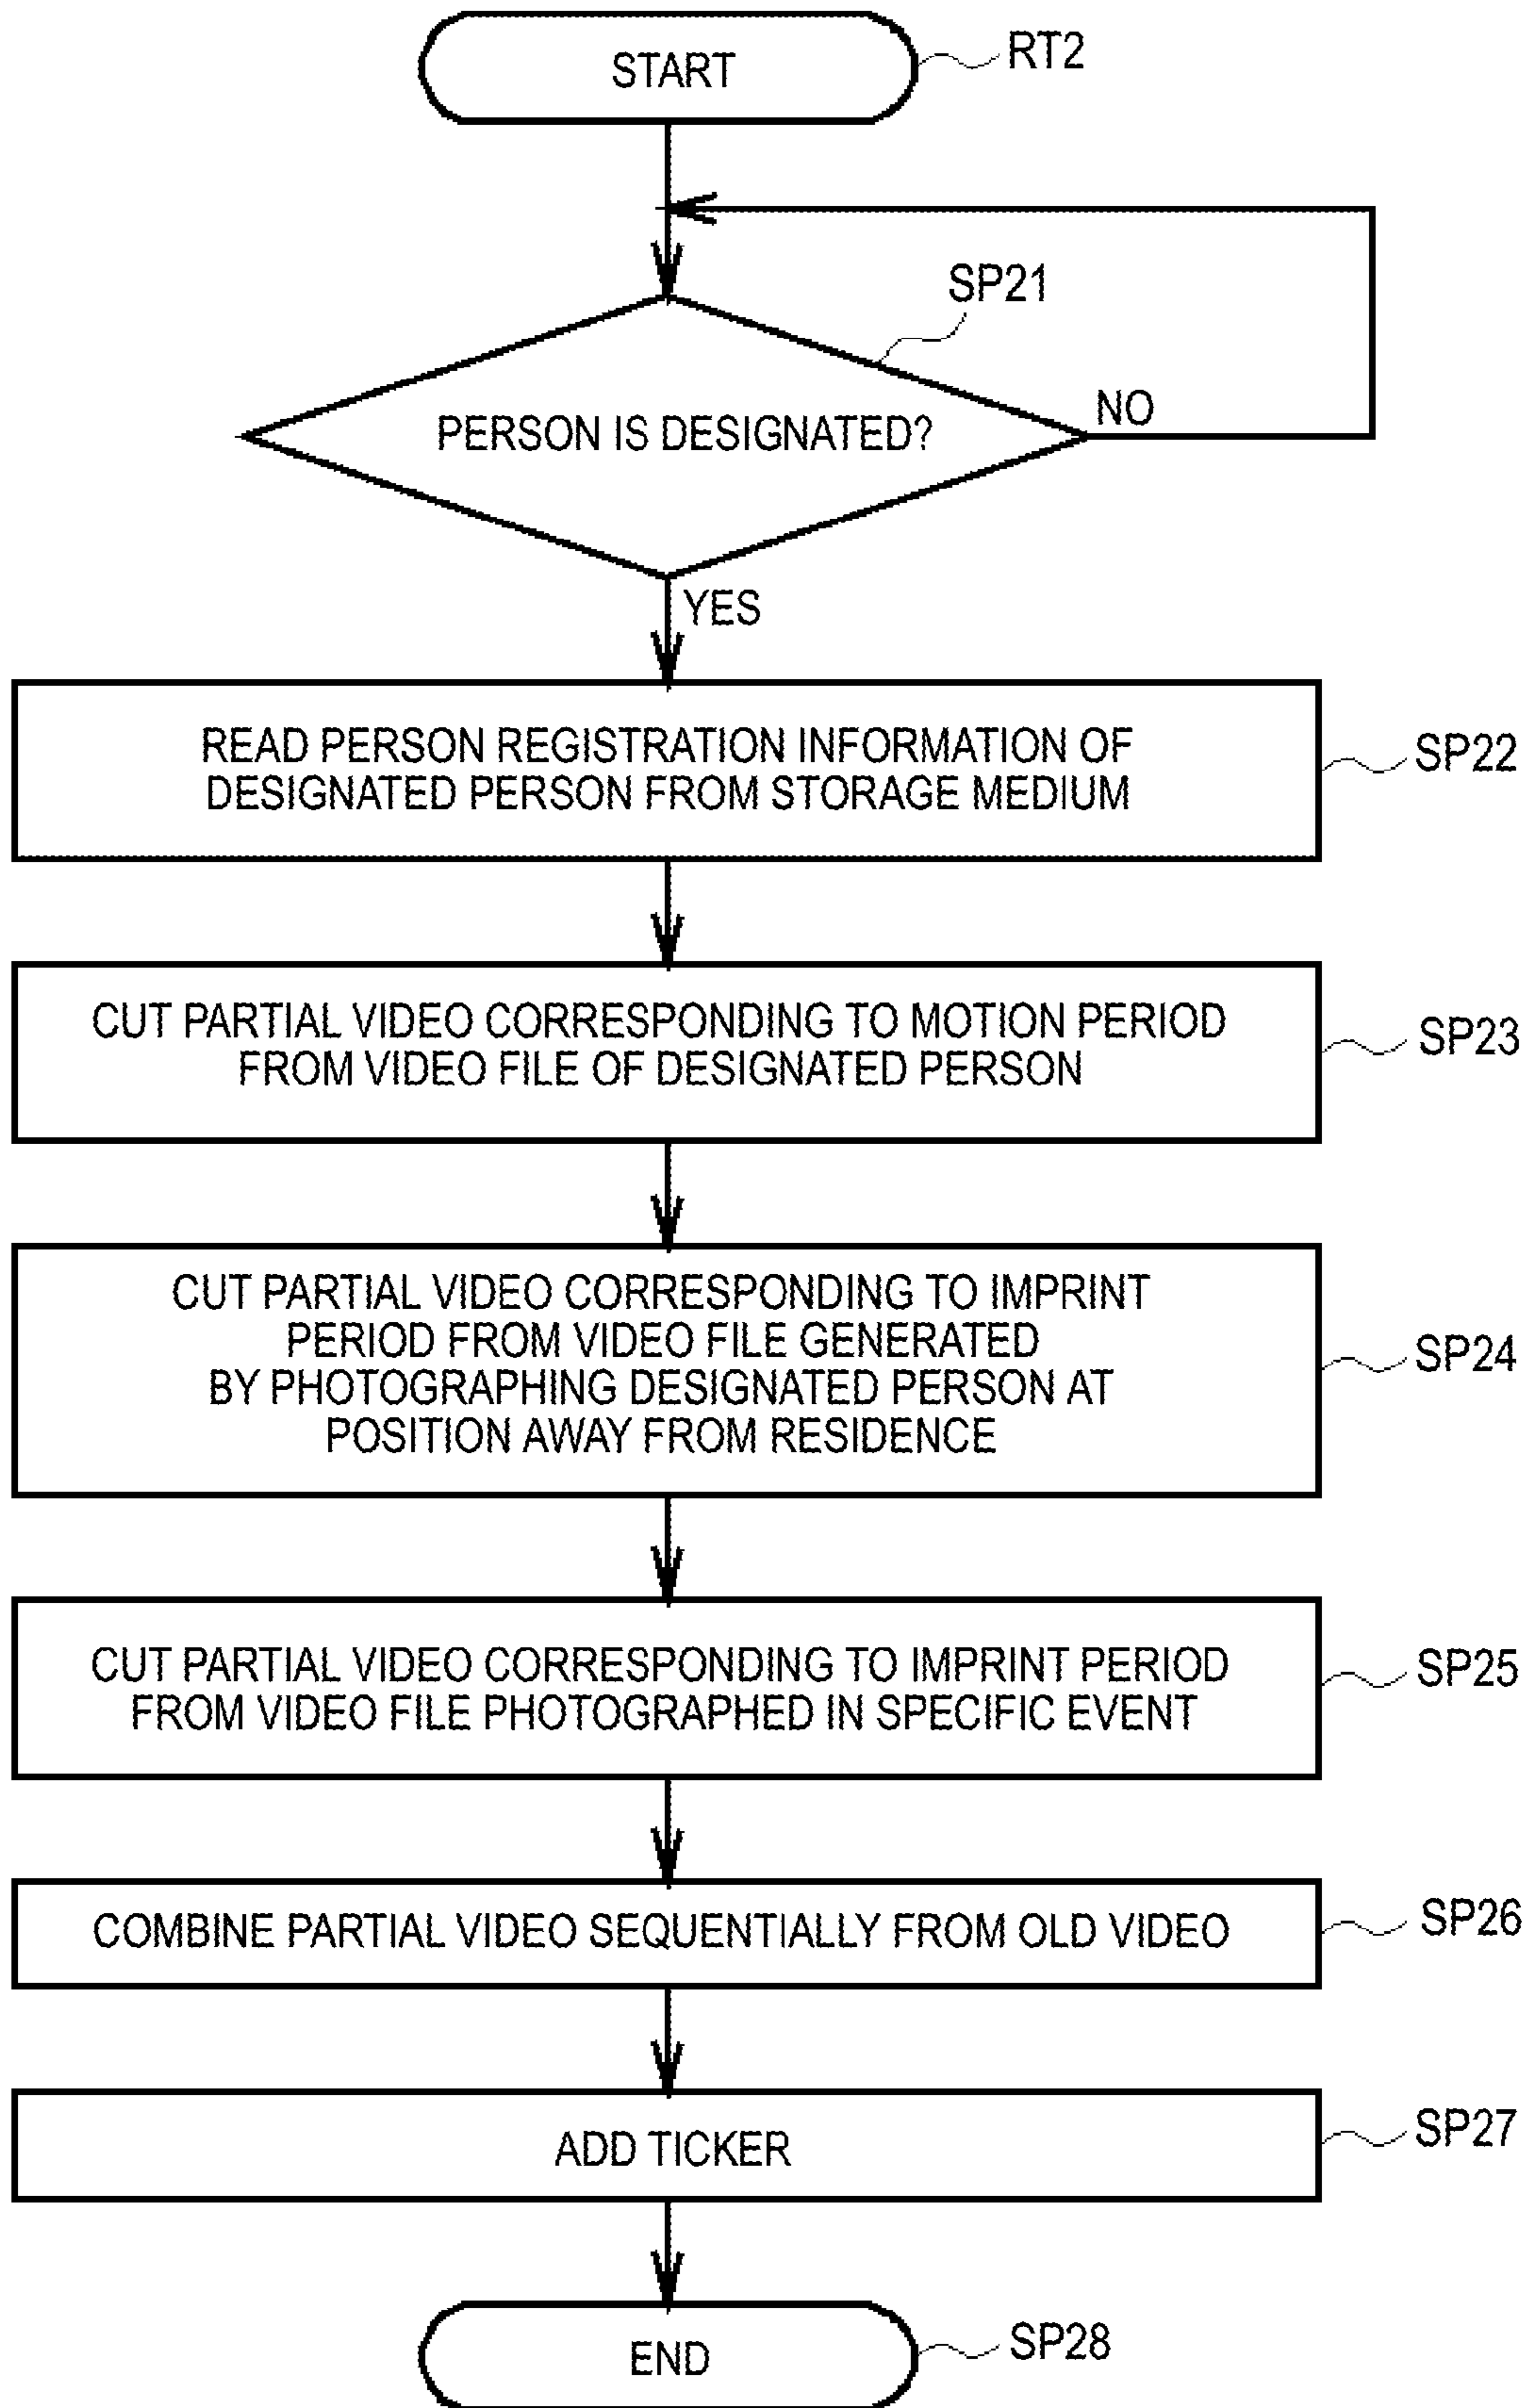 START
RT2
SP21
PERSON IS DESIGNATED?
NO
YES
READ PERSON REGISTRATION INFORMATION OF
DESIGNATED PERSON FROM STORAGE MEDIUM
SP22
CUT PARTIAL VIDEO CORRESPONDING TO MOTION PERIOD
FROM VIDEO FILE OF DESIGNATED PERSON
SP23
CUT PARTIAL VIDEO CORRESPONDING TO IMPRINT
PERIOD FROM VIDEO FILE GENERATED
BY PHOTOGRAPHING DESIGNATED PERSON AT
POSITION AWAY FROM RESIDENCE
SP24
CUT PARTIAL VIDEO CORRESPONDING TO IMPRINT PERIOD
FROM VIDEO FILE PHOTOGRAPHED IN SPECIFIC EVENT
SP25
COMBINE PARTIAL VIDEO SEQUENTIALLY FROM OLD VIDEO
SP26
ADD TICKER
SP27
END
SP28